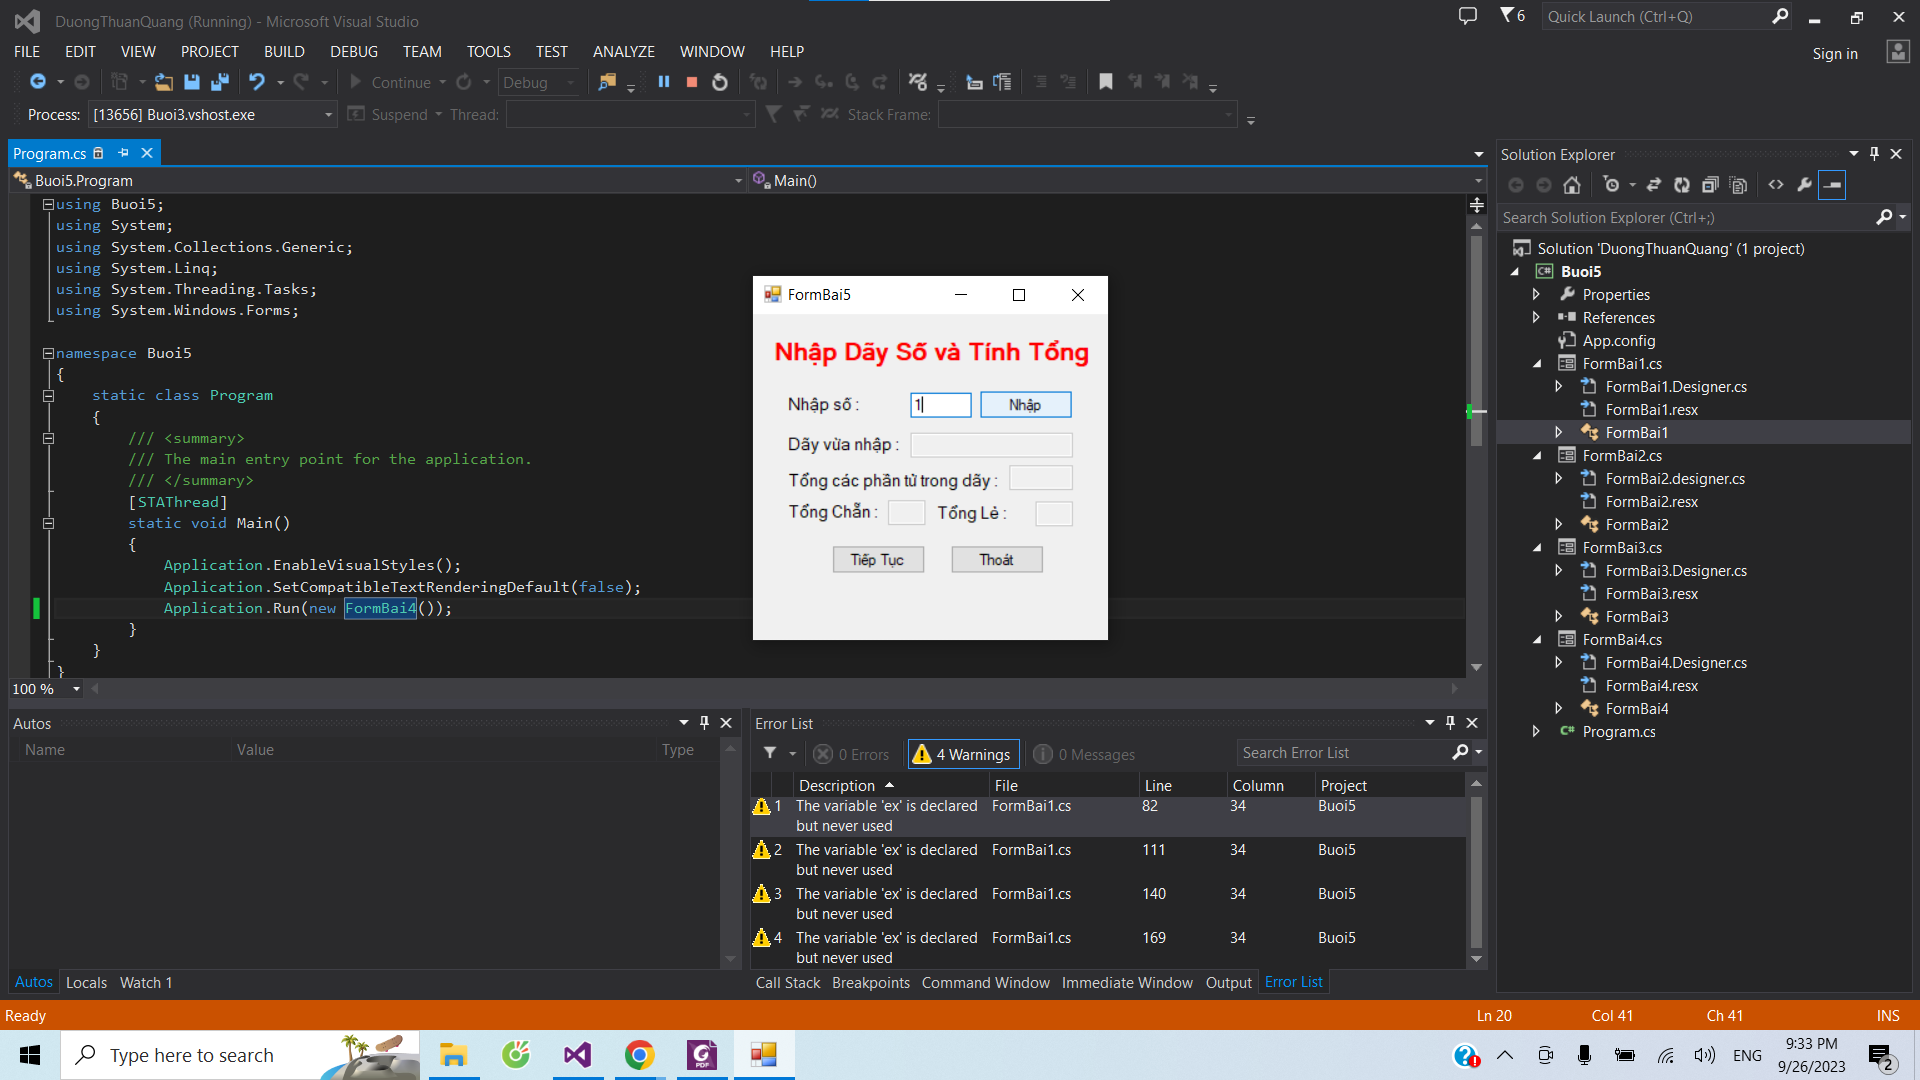 DuongThuanQuang (Running) - Microsoft Visual Studio
6
Quick Launch (Ctrl+Q)
FILE EDIT VIEW PROJECT BUILD DEBUG TEAM TOOLS TEST ANALYZE WINDOW HELP
Sign in
Continue Debug
Process: [13656] Buoi3.vshost.exe Suspend Thread: Stack Frame:
Program.cs
Buoi5.Program Main()
using Buoi5;
using System;
using System.Collections.Generic;
using System.Linq;
using System.Threading.Tasks;
using System.Windows.Forms;
namespace Buoi5
{
static class Program
{
/// <summary>
/// The main entry point for the application.
/// </summary>
[STAThread]
static void Main()
{
Application.EnableVisualStyles();
Application.SetCompatibleTextRenderingDefault(false);
Application.Run(new FormBai4());
}
}
}
100 %
FormBai5
Nhập Dãy Số và Tính Tổng
Nhập số : 1 Nhập
Dãy vừa nhập :
Tổng các phần tử trong dãy :
Tổng Chẵn : Tổng Lẻ :
Tiếp Tục Thoát
Solution Explorer
Search Solution Explorer (Ctrl+;)
Solution 'DuongThuanQuang' (1 project)
C# Buoi5
Properties
References
App.config
FormBai1.cs
FormBai1.Designer.cs
FormBai1.resx
FormBai1
FormBai2.cs
FormBai2.designer.cs
FormBai2.resx
FormBai2
FormBai3.cs
FormBai3.Designer.cs
FormBai3.resx
FormBai3
FormBai4.cs
FormBai4.Designer.cs
FormBai4.resx
FormBai4
C# Program.cs
Autos
Name Value Type
Autos Locals Watch 1
Error List
0 Errors 4 Warnings 0 Messages Search Error List
Description File Line Column Project
1 The variable 'ex' is declared but never used FormBai1.cs 82 34 Buoi5
2 The variable 'ex' is declared but never used FormBai1.cs 111 34 Buoi5
3 The variable 'ex' is declared but never used FormBai1.cs 140 34 Buoi5
4 The variable 'ex' is declared but never used FormBai1.cs 169 34 Buoi5
Call Stack Breakpoints Command Window Immediate Window Output Error List
Ready Ln 20 Col 41 Ch 41 INS
Type here to search
PDF
ENG
9:33 PM
9/26/2023
2